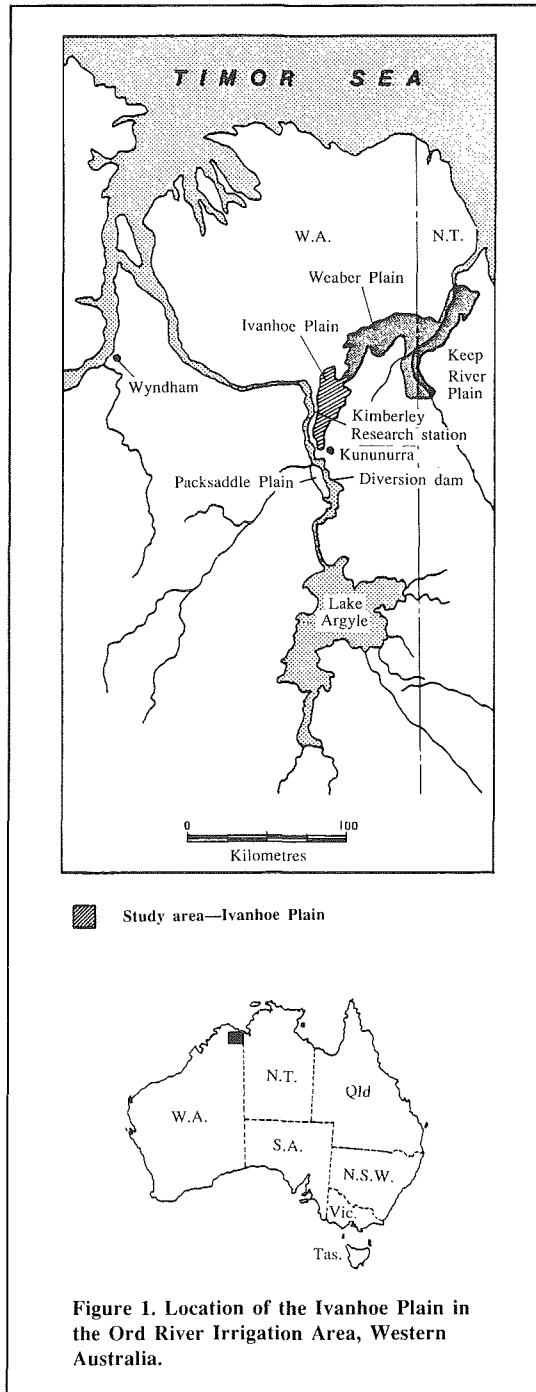 TIMOR SEA
W.A.
N.T.
Weaber Plain
Ivanhoe Plain
Keep
River
Plain
Wyndham
Kimberley
Research station
Kununurra
Packsaddle Plain
Diversion dam
Lake
Argyle
0 100
Kilometres
Study area—Ivanhoe Plain
N.T.
Qld
W.A.
S.A.
N.S.W.
Vic.
Tas.
Figure 1. Location of the Ivanhoe Plain in
the Ord River Irrigation Area, Western
Australia.